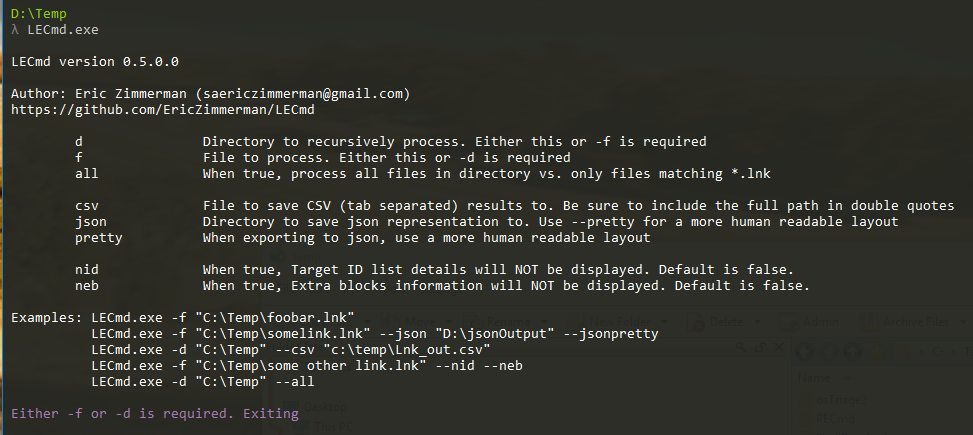 D:\Temp
λ LECmd.exe
LECmd version 0.5.0.0
Author: Eric Zimmerman (saericzimmerman@gmail.com)
https://github.com/EricZimmerman/LECmd
d Directory to recursively process. Either this or -f is required
f File to process. Either this or -d is required
all When true, process all files in directory vs. only files matching *.lnk
csv File to save CSV (tab separated) results to. Be sure to include the full path in double quotes
json Directory to save json representation to. Use --pretty for a more human readable layout
pretty When exporting to json, use a more human readable layout
nid When true, Target ID list details will NOT be displayed. Default is false.
neb When true, Extra blocks information will NOT be displayed. Default is false.
Examples: LECmd.exe -f "C:\Temp\foobar.lnk"
LECmd.exe -f "C:\Temp\somelink.lnk" --json "D:\jsonOutput" --jsonpretty
LECmd.exe -d "C:\Temp" --csv "c:\temp\Lnk_out.csv"
LECmd.exe -f "C:\Temp\some other link.lnk" --nid --neb
LECmd.exe -d "C:\Temp" --all
Either -f or -d is required. Exiting
Admin
Archive Files
Name
Desktop
This PC
PECmd